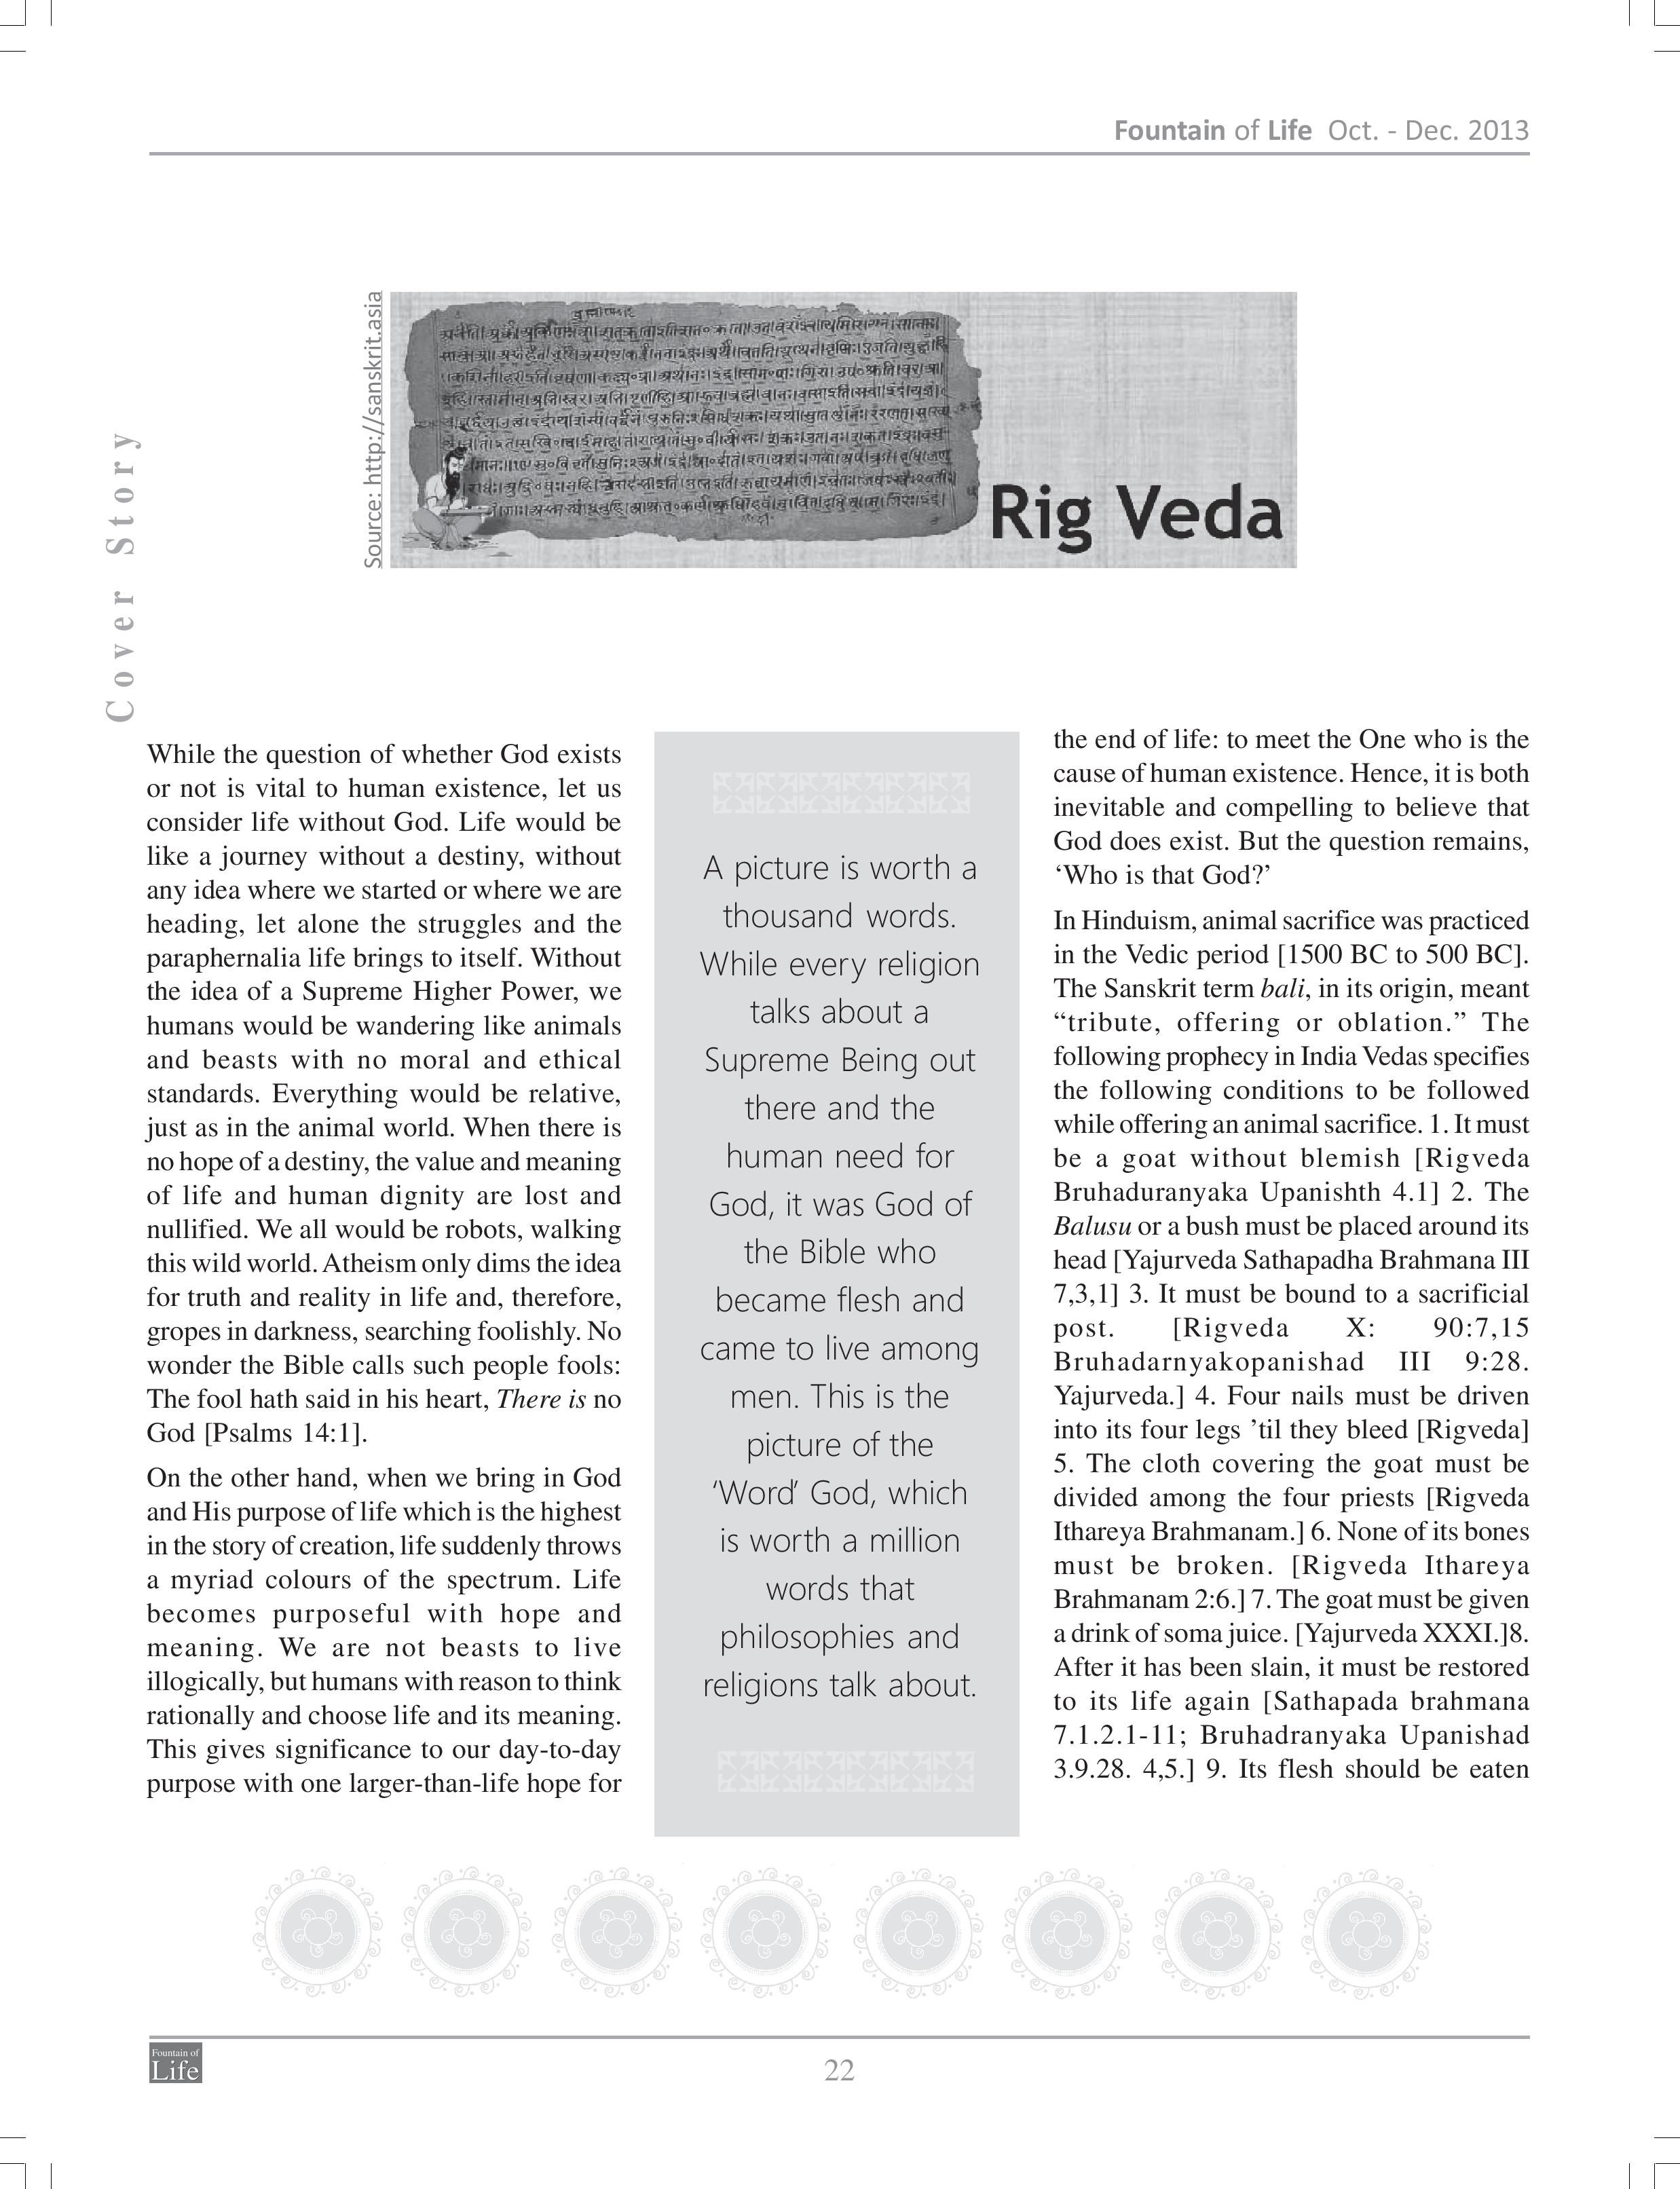 Fountain of Life Oct. - Dec. 2013
Source: http://sanskrit.asia
Rig Veda
Cover Story
While the question of whether God exists
or not is vital to human existence, let us
consider life without God. Life would be
like a journey without a destiny, without
any idea where we started or where we are
heading, let alone the struggles and the
paraphernalia life brings to itself. Without
the idea of a Supreme Higher Power, we
humans would be wandering like animals
and beasts with no moral and ethical
standards. Everything would be relative,
just as in the animal world. When there is
no hope of a destiny, the value and meaning
of life and human dignity are lost and
nullified. We all would be robots, walking
this wild world. Atheism only dims the idea
for truth and reality in life and, therefore,
gropes in darkness, searching foolishly. No
wonder the Bible calls such people fools:
The fool hath said in his heart, There is no
God [Psalms 14:1].
On the other hand, when we bring in God
and His purpose of life which is the highest
in the story of creation, life suddenly throws
a myriad colours of the spectrum. Life
becomes purposeful with hope and
meaning. We are not beasts to live
illogically, but humans with reason to think
rationally and choose life and its meaning.
This gives significance to our day-to-day
purpose with one larger-than-life hope for
A picture is worth a
thousand words.
While every religion
talks about a
Supreme Being out
there and the
human need for
God, it was God of
the Bible who
became flesh and
came to live among
men. This is the
picture of the
‘Word’ God, which
is worth a million
words that
philosophies and
religions talk about.
the end of life: to meet the One who is the
cause of human existence. Hence, it is both
inevitable and compelling to believe that
God does exist. But the question remains,
‘Who is that God?’
In Hinduism, animal sacrifice was practiced
in the Vedic period [1500 BC to 500 BC].
The Sanskrit term bali, in its origin, meant
“tribute, offering or oblation.” The
following prophecy in India Vedas specifies
the following conditions to be followed
while offering an animal sacrifice. 1. It must
be a goat without blemish [Rigveda
Bruhaduranyaka Upanishth 4.1] 2. The
Balusu or a bush must be placed around its
head [Yajurveda Sathapadha Brahmana III
7,3,1] 3. It must be bound to a sacrificial
post. [Rigveda X: 90:7,15
Bruhadarnyakopanishad III 9:28.
Yajurveda.] 4. Four nails must be driven
into its four legs ’til they bleed [Rigveda]
5. The cloth covering the goat must be
divided among the four priests [Rigveda
Ithareya Brahmanam.] 6. None of its bones
must be broken. [Rigveda Ithareya
Brahmanam 2:6.] 7. The goat must be given
a drink of soma juice. [Yajurveda XXXI.]8.
After it has been slain, it must be restored
to its life again [Sathapada brahmana
7.1.2.1-11; Bruhadranyaka Upanishad
3.9.28. 4,5.] 9. Its flesh should be eaten
Fountain of
Life
22